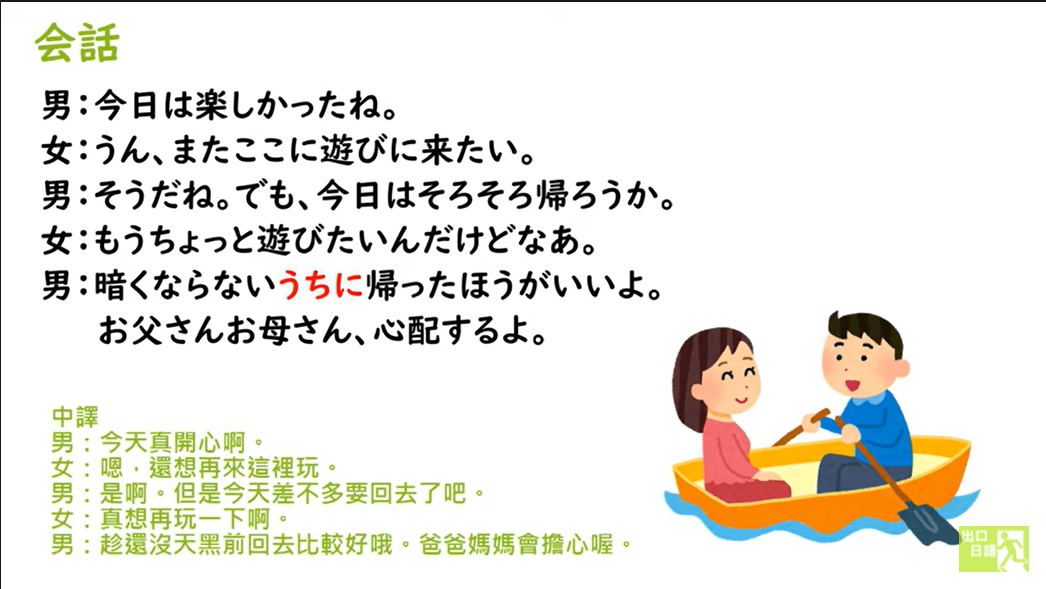 会話
男：今日は楽しかったね。
女：うん、またここに遊びに来たい。
男：そうだね。でも、今日はそろそろ帰ろうか。
女：もうちょっと遊びたいんだけどなあ。
男：暗くならないうちに帰ったほうがいいよ。
お父さんお母さん、心配するよ。
中譯
男：今天真開心啊。
女：嗯，還想再來這裡玩。
男：是啊。但是今天差不多要回去了吧。
女：真想再玩一下啊。
男：趁還沒天黑前回去比較好哦。爸爸媽媽會擔心喔。
出口
日語